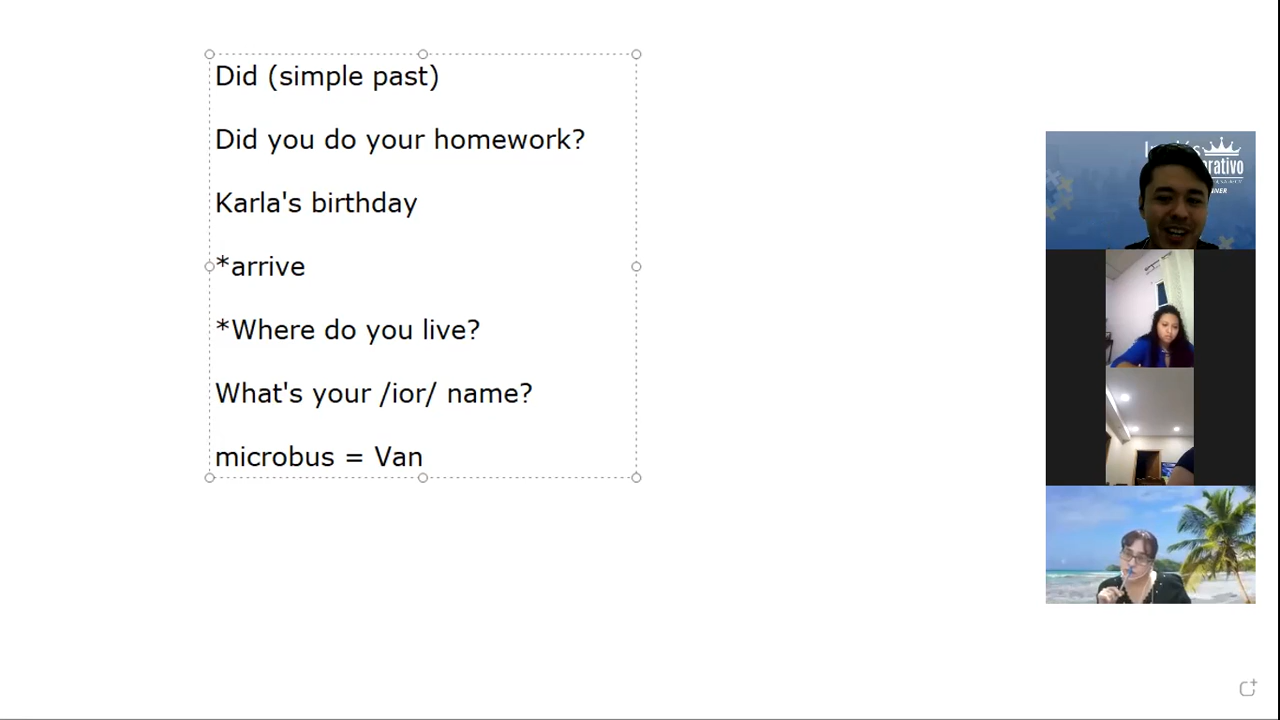 Did (simple past)
Did you do your homework?
Karla's birthday
*arrive
*Where do you live?
What's your /ior/ name?
microbus = Van